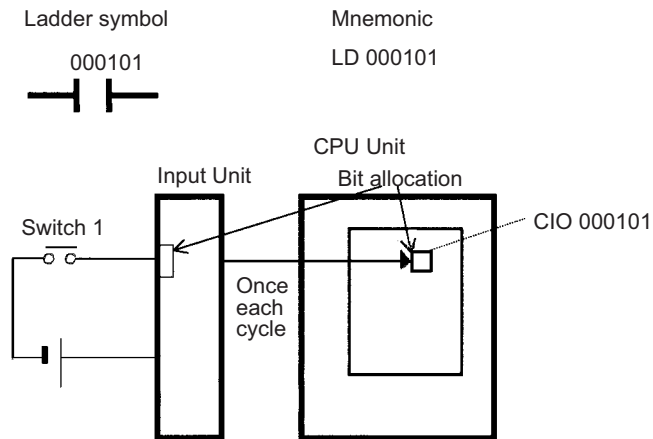 Ladder symbol
Mnemonic
000101
LD 000101
CPU Unit
Input Unit
Bit allocation
Switch 1
CIO 000101
Once
each
cycle